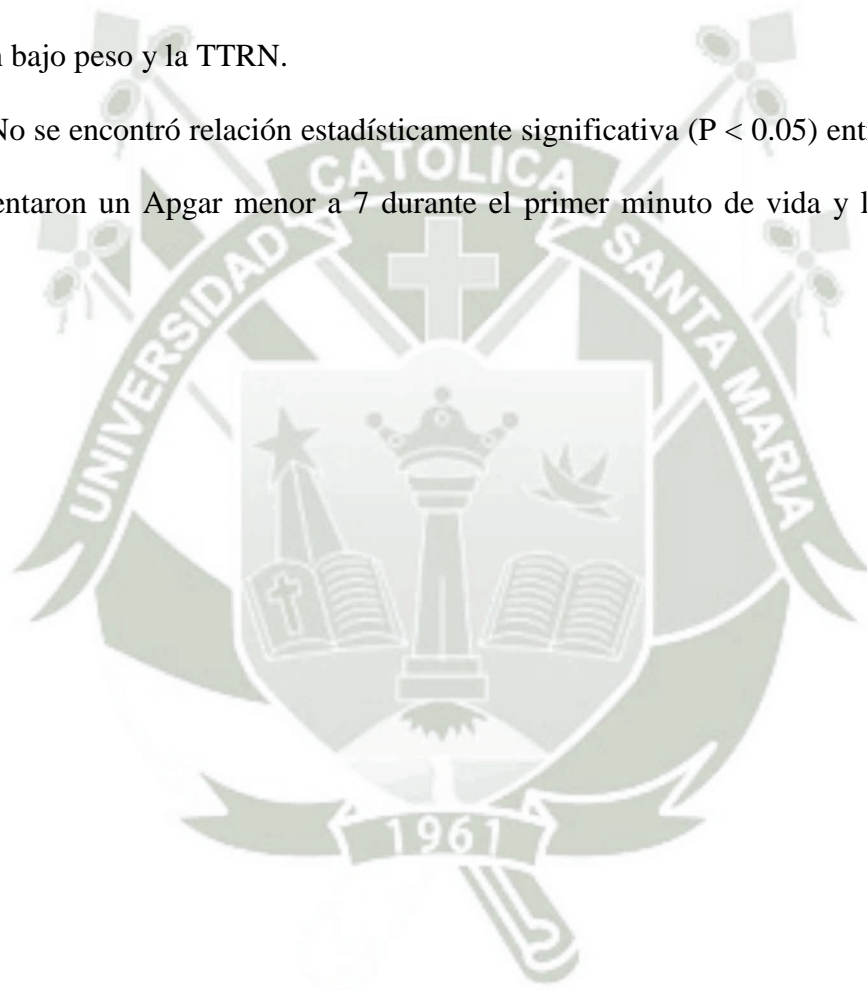 bajo peso y la TTRN.
No se encontró relación estadísticamente significativa (P < 0.05) ent
entaron un Apgar menor a 7 durante el primer minuto de vida y l
UNIVERSIDAD CATOLICA SANTA MARIA
1961